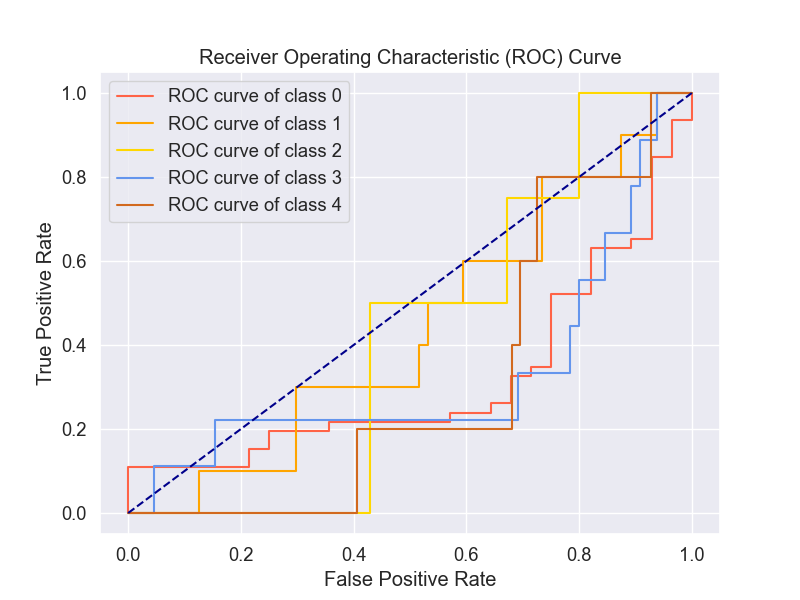 Receiver Operating Characteristic (ROC) Curve
ROC curve of class 0
ROC curve of class 1
ROC curve of class 2
ROC curve of class 3
ROC curve of class 4
True Positive Rate
1.0
0.8
0.6
0.4
0.2
0.0
0.0 0.2 0.4 0.6 0.8 1.0
False Positive Rate